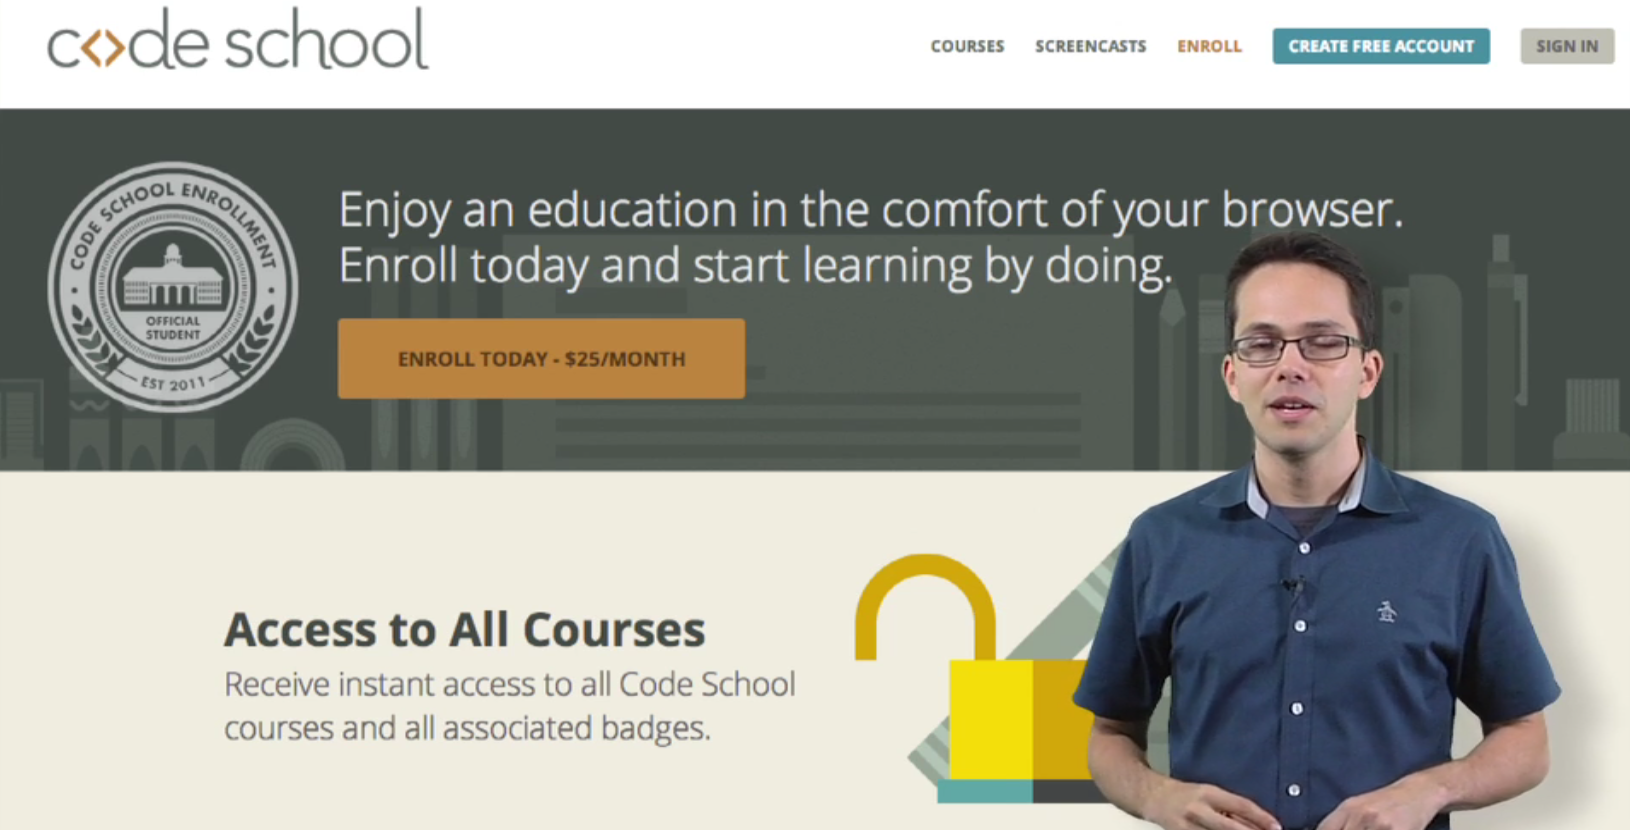 code school
COURSES
SCREENCASTS
ENROLL
CREATE FREE ACCOUNT
SIGN IN
CODE SCHOOL ENROLLMENT
OFFICIAL
STUDENT
EST 2011
Enjoy an education in the comfort of your browser.
Enroll today and start learning by doing.
ENROLL TODAY - $25/MONTH
Access to All Courses
Receive instant access to all Code School
courses and all associated badges.